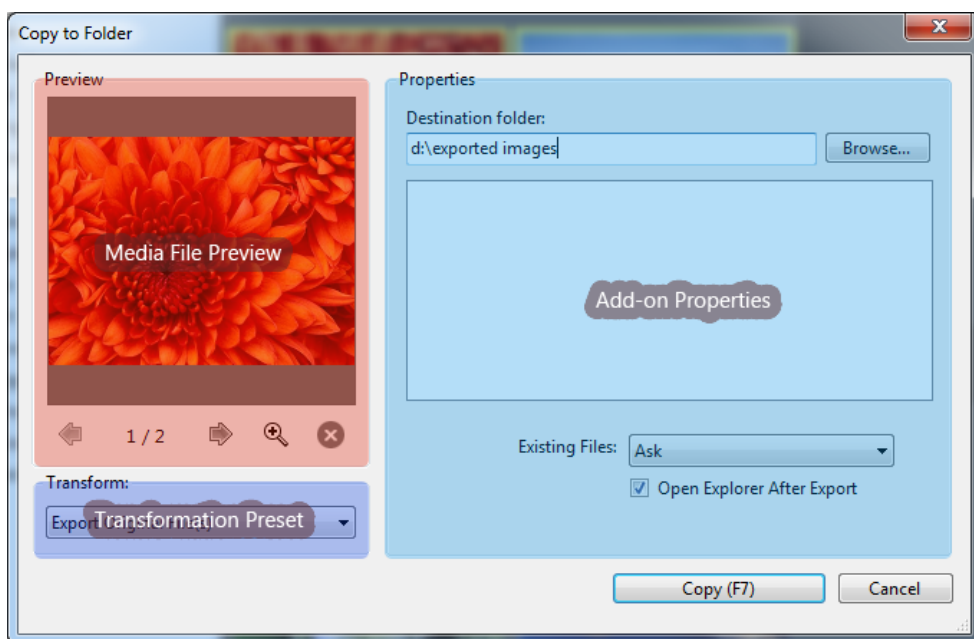 Copy to Folder
Preview
Media File Preview
1 / 2
Transform:
Export
Transformation Preset
Properties
Destination folder:
d:\exported images
Browse...
Add-on Properties
Existing Files:
Ask
Open Explorer After Export
Copy (F7)
Cancel